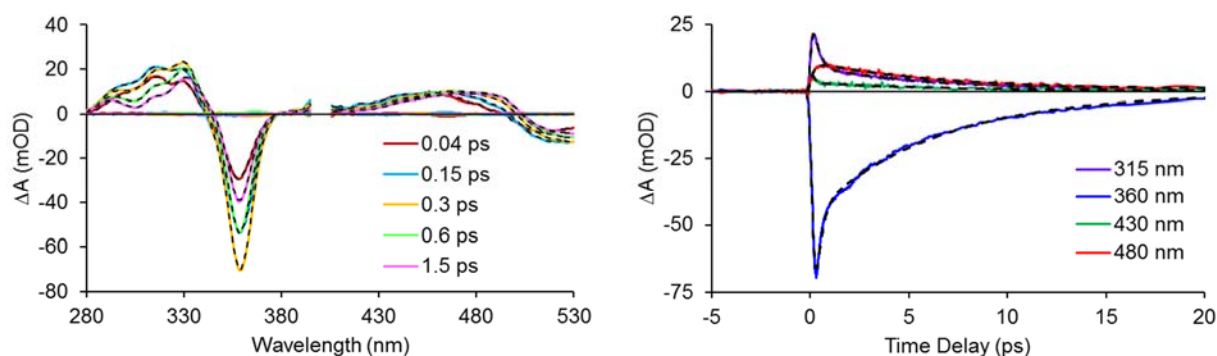 ΔA (mOD)
40
20
0
-20
-40
-60
-80
280
330
380
430
480
530
Wavelength (nm)
0.04 ps
0.15 ps
0.3 ps
0.6 ps
1.5 ps
ΔA (mOD)
50
25
0
-25
-50
-75
-5
0
5
10
15
20
Time Delay (ps)
315 nm
360 nm
430 nm
480 nm